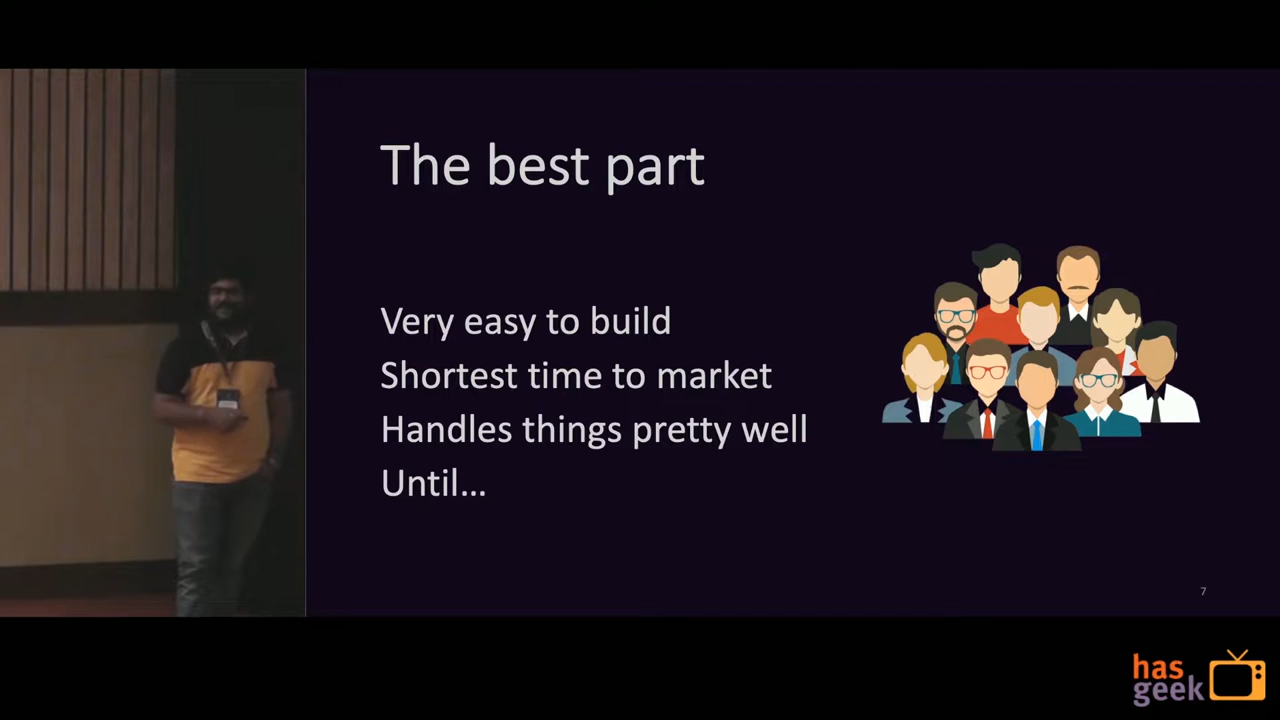 The best part
Very easy to build
Shortest time to market
Handles things pretty well
Until...
7
has
geek